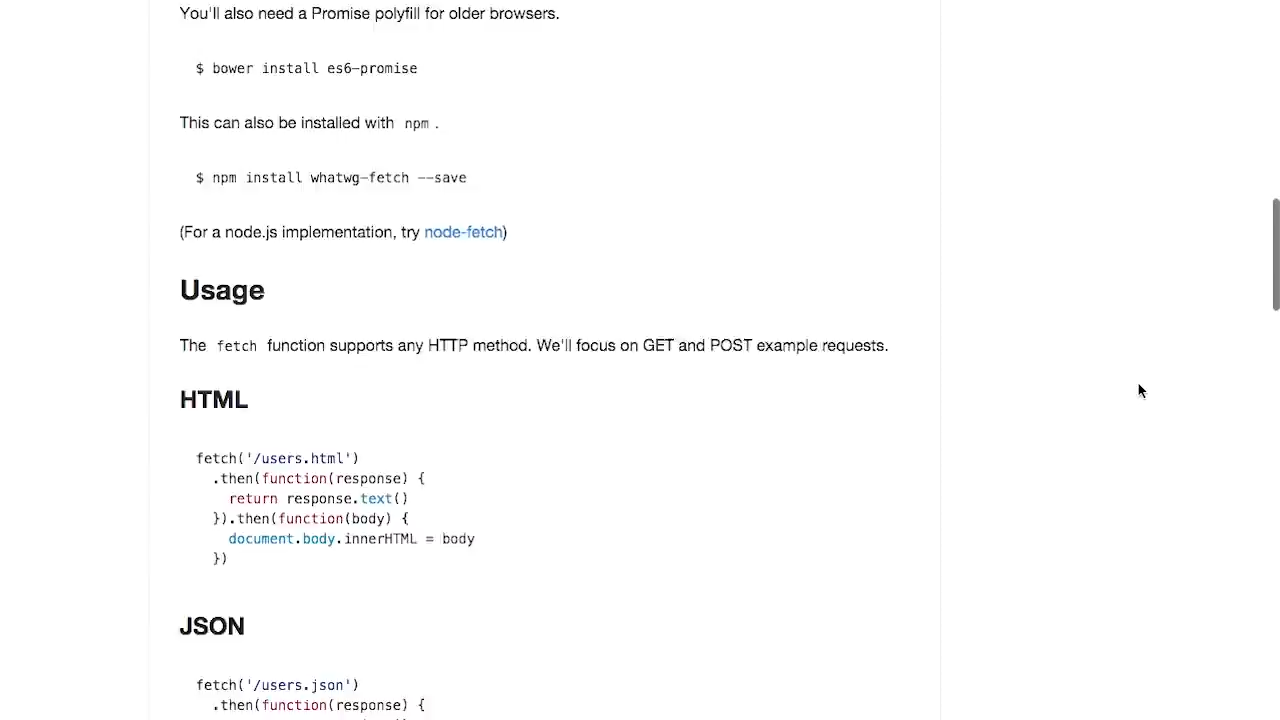 You'll also need a Promise polyfill for older browsers.
$ bower install es6-promise
This can also be installed with npm .
$ npm install whatwg-fetch --save
(For a node.js implementation, try node-fetch)
Usage
The fetch function supports any HTTP method. We'll focus on GET and POST example requests.
HTML
fetch('/users.html')
.then(function(response) {
return response.text()
}).then(function(body) {
document.body.innerHTML = body
})
JSON
fetch('/users.json')
.then(function(response) {